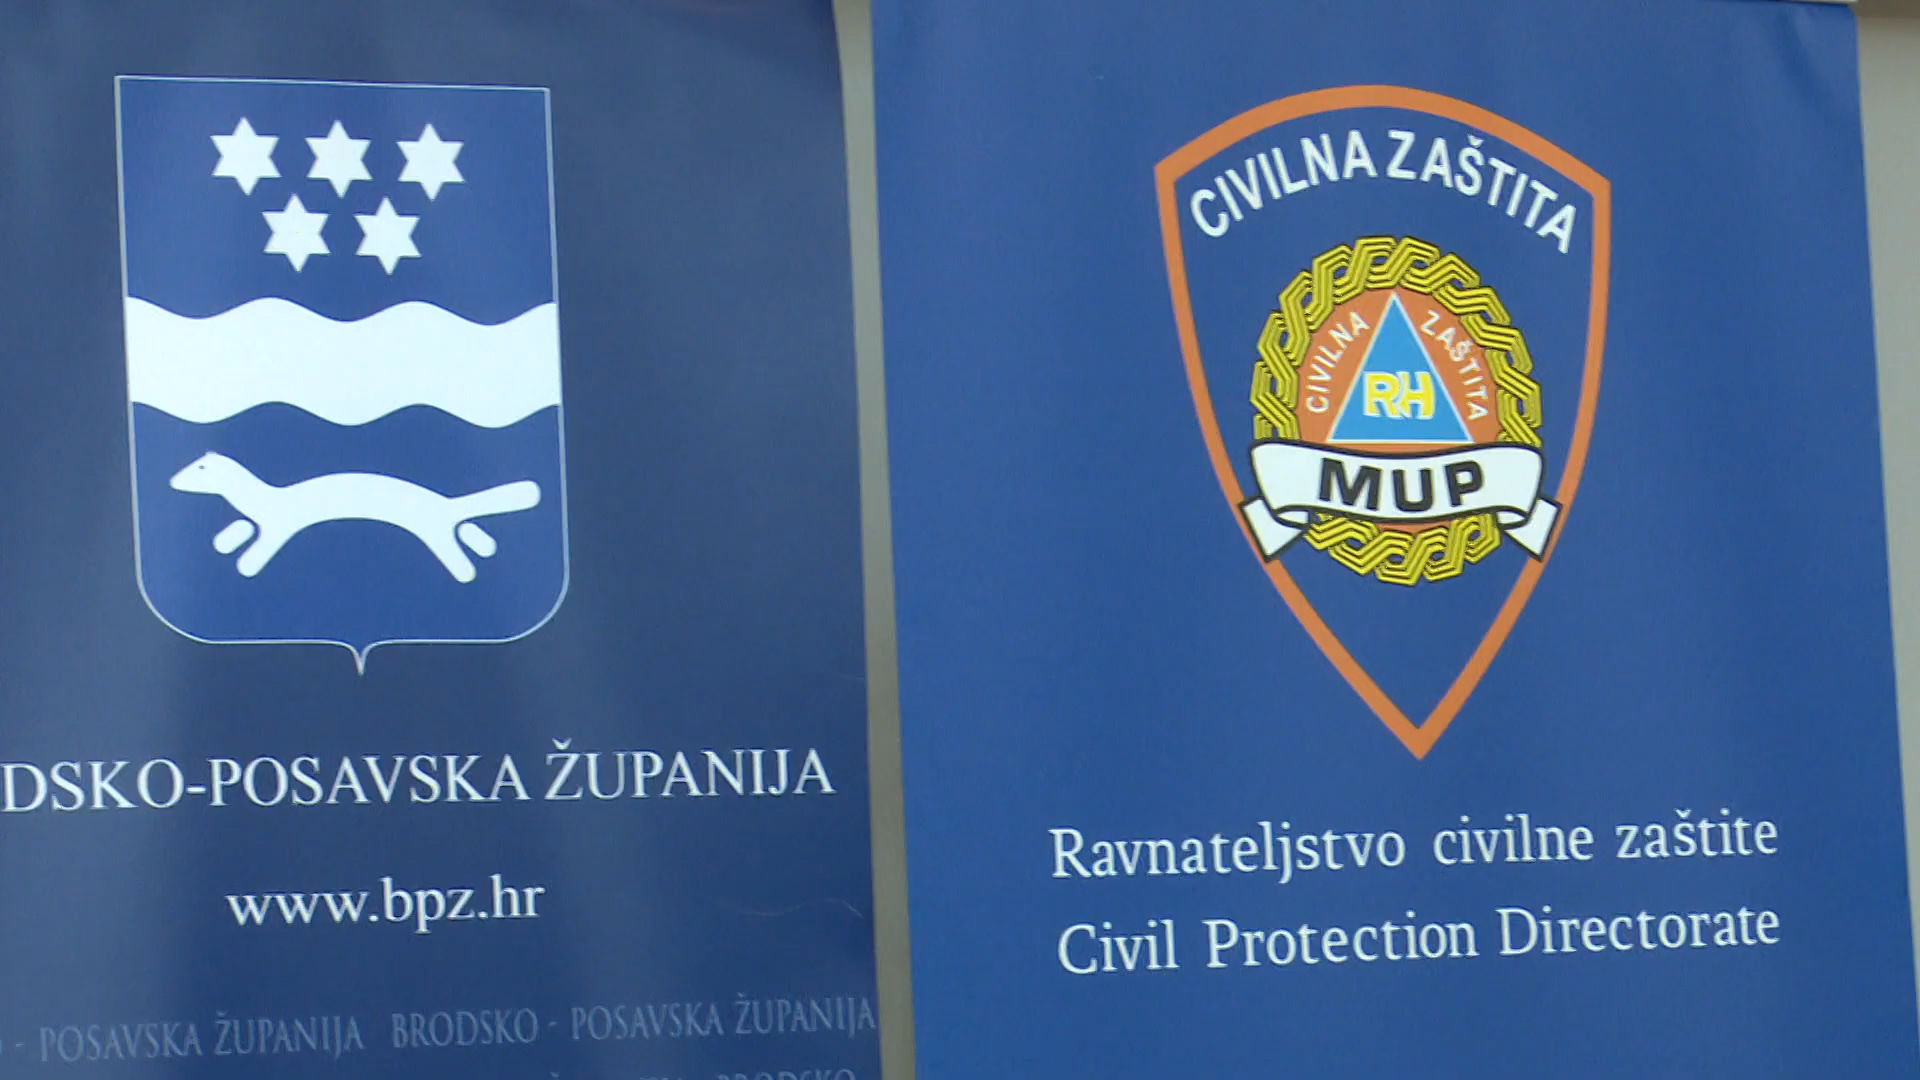 DSKO-POSAVSKA ŽUPANIJA
www.bpz.hr
- POSAVSKA ŽUPANIJA BRODSKO - POSAVSKA ŽUPANIJA
CIVILNA ZAŠTITA
CIVILNA ZAŠTITA
RH
MUP
Ravnateljstvo civilne zaštite
Civil Protection Directorate